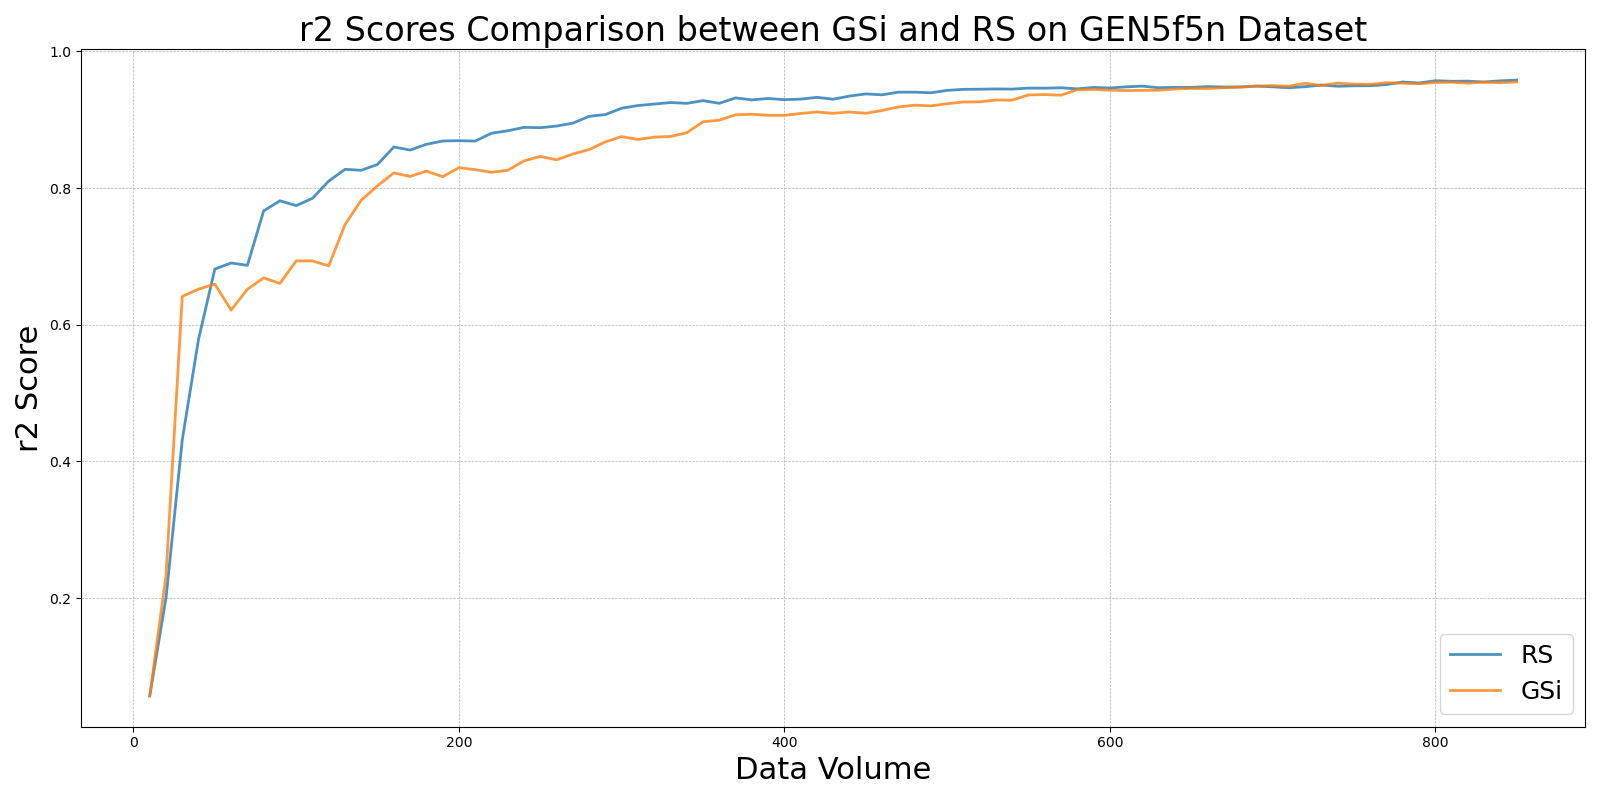 r2 Scores Comparison between GSi and RS on GEN5f5n Dataset
1.0
0.8
0.6
0.4
0.2
r2 Score
RS
GSi
0 200 400 600 800
Data Volume